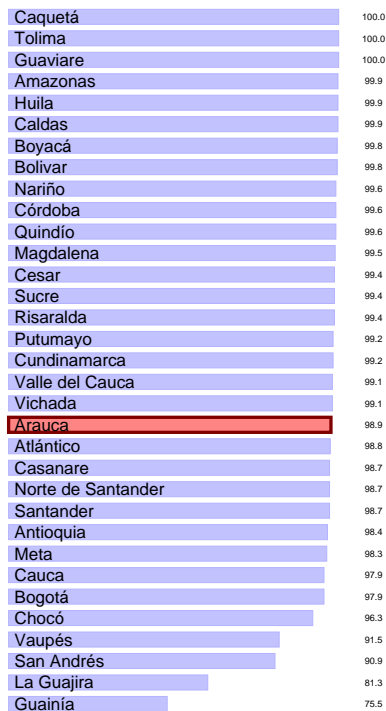 Caquetá 100.0
Tolima 100.0
Guaviare 100.0
Amazonas 99.9
Huila 99.9
Caldas 99.9
Boyacá 99.8
Bolivar 99.8
Nariño 99.6
Córdoba 99.6
Quindío 99.6
Magdalena 99.5
Cesar 99.4
Sucre 99.4
Risaralda 99.4
Putumayo 99.2
Cundinamarca 99.2
Valle del Cauca 99.1
Vichada 99.1
Arauca 98.9
Atlántico 98.8
Casanare 98.7
Norte de Santander 98.7
Santander 98.7
Antioquia 98.4
Meta 98.3
Cauca 97.9
Bogotá 97.9
Chocó 96.3
Vaupés 91.5
San Andrés 90.9
La Guajira 81.3
Guainía 75.5